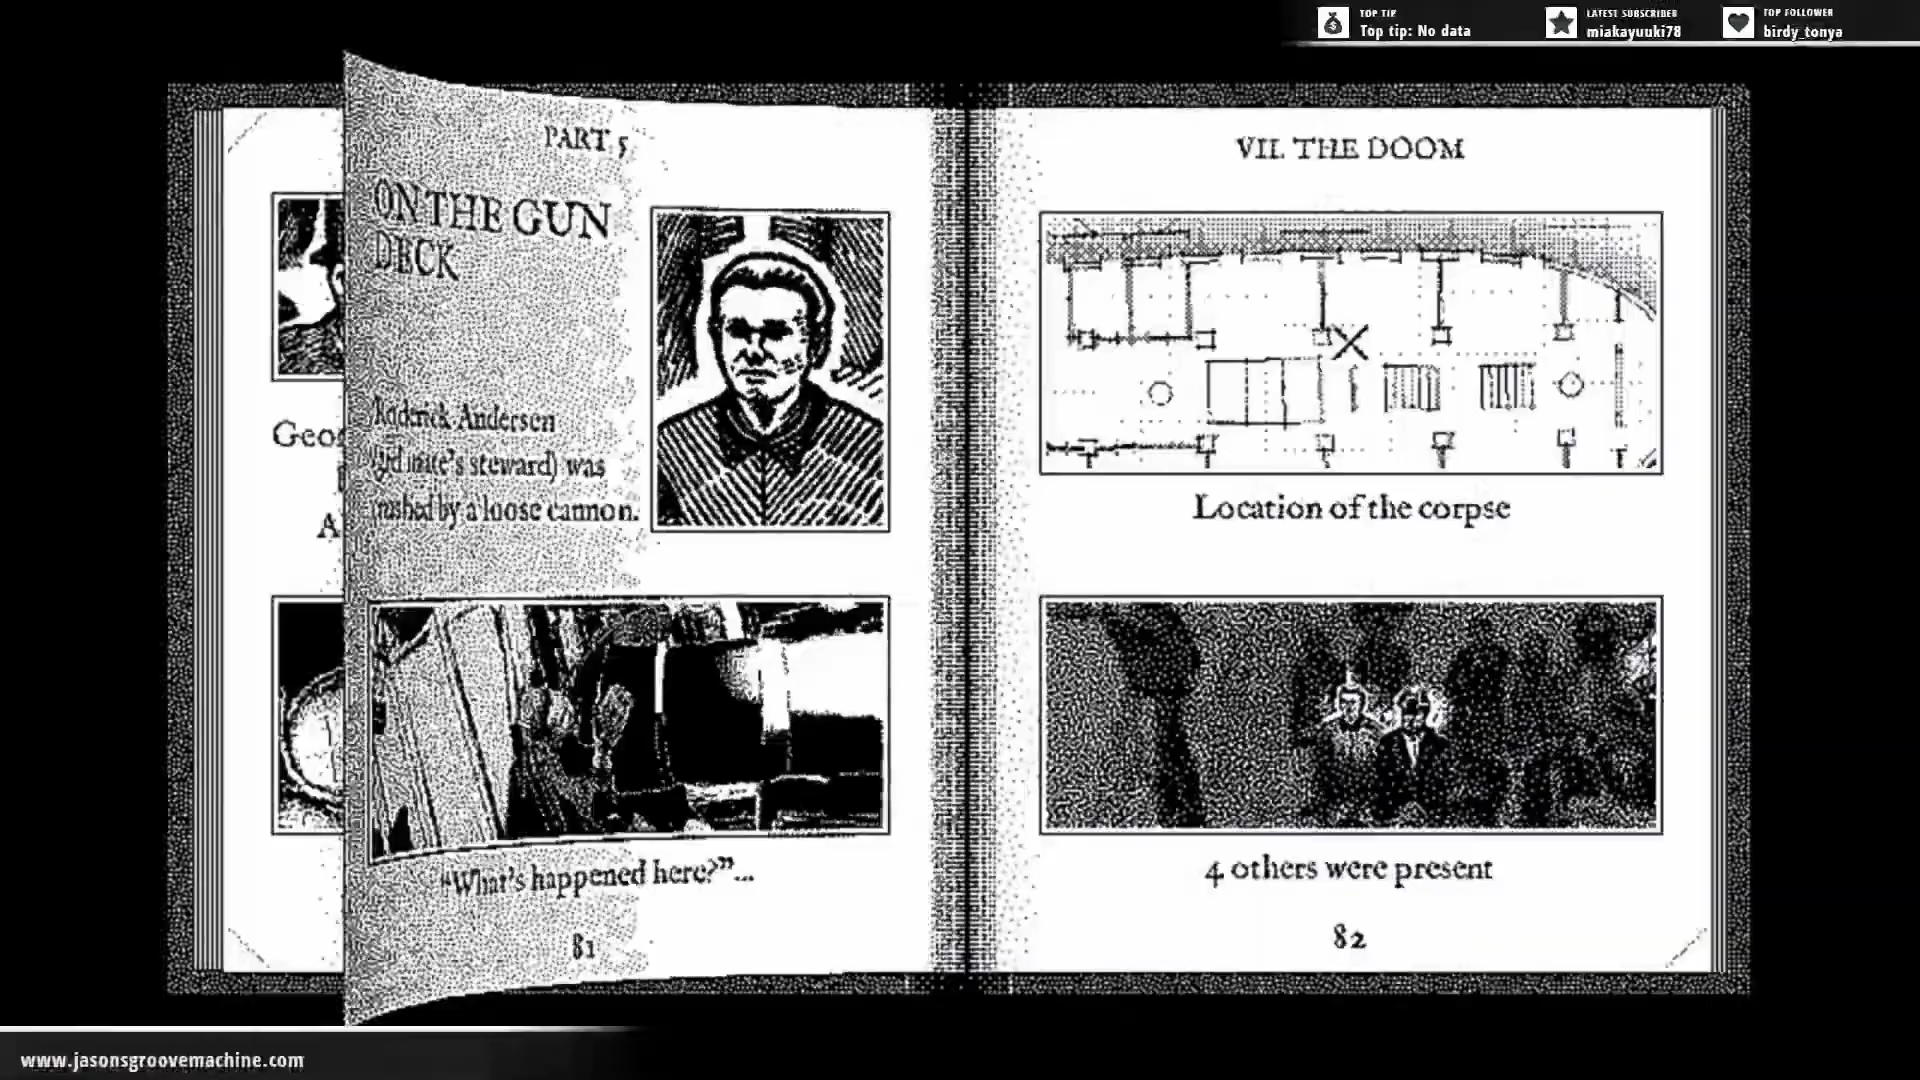 TOP TIP
Top tip: No data
LATEST SUBSCRIBER
miakayuuki78
TOP FOLLOWER
birdy_tonya
PART 5
ON THE GUN
DECK
Roderick Andersen
mate's steward) was
by a loose cannon.
"What's happened here?"...
81
Geor
A
VII. THE DOOM
Location of the corpse
4 others were present
82
www.jasonsgroovemachine.com